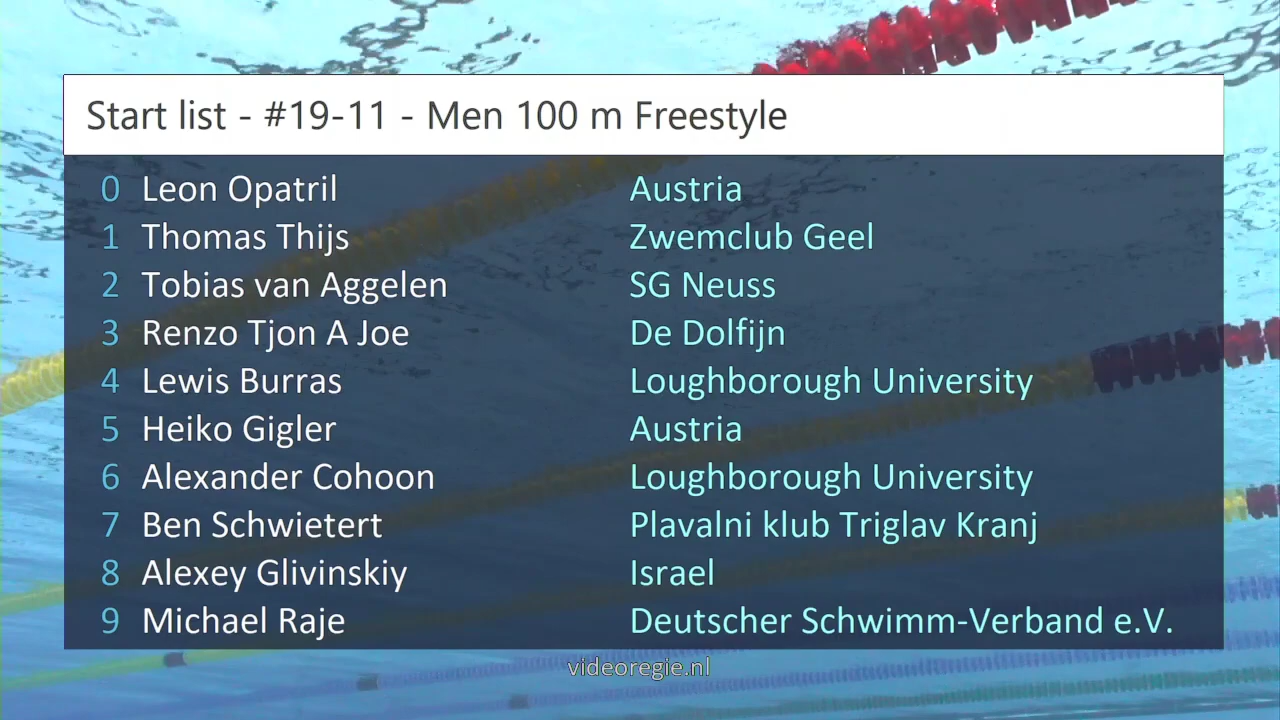 Start list - #19-11 - Men 100 m Freestyle
0 Leon Opatril Austria
1 Thomas Thijs Zwemclub Geel
2 Tobias van Aggelen SG Neuss
3 Renzo Tjon A Joe De Dolfijn
4 Lewis Burras Loughborough University
5 Heiko Gigler Austria
6 Alexander Cohoon Loughborough University
7 Ben Schwietert Plavalni klub Triglav Kranj
8 Alexey Glivinskiy Israel
9 Michael Raje Deutscher Schwimm-Verband e.V.
videoregie.nl